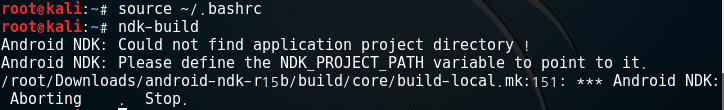 root@kali:~# source ~/.bashrc
root@kali:~# ndk-build
Android NDK: Could not find application project directory !
Android NDK: Please define the NDK_PROJECT_PATH variable to point to it.
/root/Downloads/android-ndk-r15b/build/core/build-local.mk:151: *** Android NDK:
 Aborting    .  Stop.